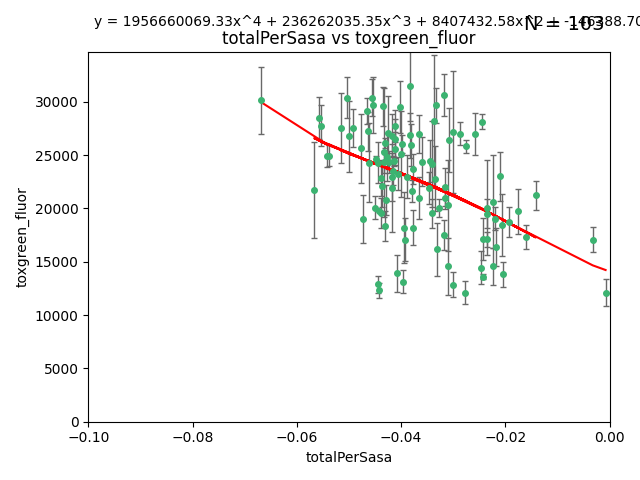 y = 1956660069.33x^4 + 236262035.35x^3 + 8407432.58x^2 + -146388.70
N = 103
totalPerSasa vs toxgreen_fluor
30000
25000
20000
15000
10000
5000
0
toxgreen_fluor
−0.10 −0.08 −0.06 −0.04 −0.02 0.00
totalPerSasa